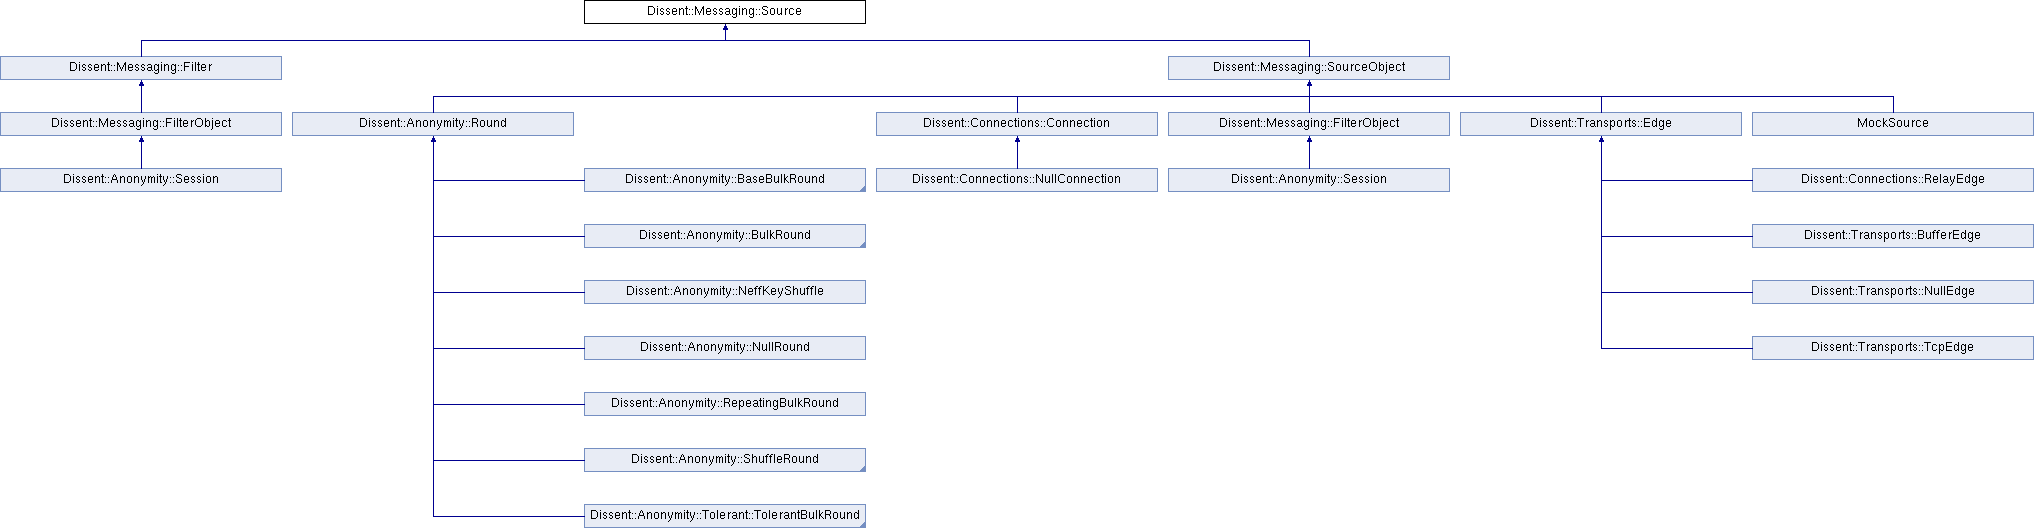 Dissent::Messaging::Source
Dissent::Messaging::Filter
Dissent::Messaging::SourceObject
Dissent::Messaging::FilterObject
Dissent::Anonymity::Round
Dissent::Connections::Connection
Dissent::Messaging::FilterObject
Dissent::Transports::Edge
MockSource
Dissent::Anonymity::Session
Dissent::Anonymity::BaseBulkRound
Dissent::Connections::NullConnection
Dissent::Anonymity::Session
Dissent::Connections::RelayEdge
Dissent::Anonymity::BulkRound
Dissent::Transports::BufferEdge
Dissent::Anonymity::NeffKeyShuffle
Dissent::Transports::NullEdge
Dissent::Anonymity::NullRound
Dissent::Transports::TcpEdge
Dissent::Anonymity::RepeatingBulkRound
Dissent::Anonymity::ShuffleRound
Dissent::Anonymity::Tolerant::TolerantBulkRound